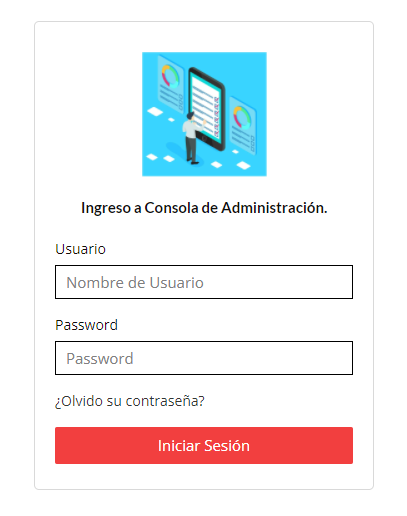 Ingreso a Consola de Administración.
Usuario
Nombre de Usuario
Password
Password
¿Olvido su contraseña?
Iniciar Sesión